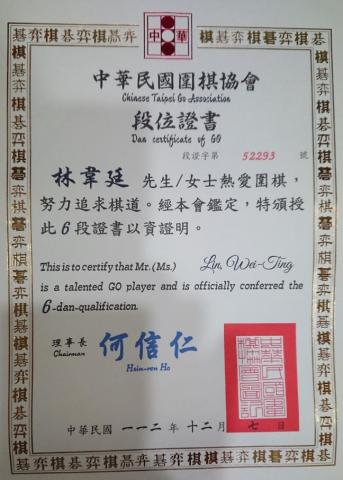 中 華
中華民國圍棋協會
Chinese Taipei Go Association
段位證書
Dan certificate of GO
段證字第 52293 號
林韋廷 先生/女士熱愛圍棋，
努力追求棋道。經本會鑑定，特頒授
此6段證書以資證明。
This is to certify that Mr. (Ms.) Lin, Wei-Ting
is a talented GO player and is officially conferred the
6-dan-qualification.
理事長 何信仁
Chairman Hsin-ren Ho
中華民國 一一二 年 十二 月 七 日